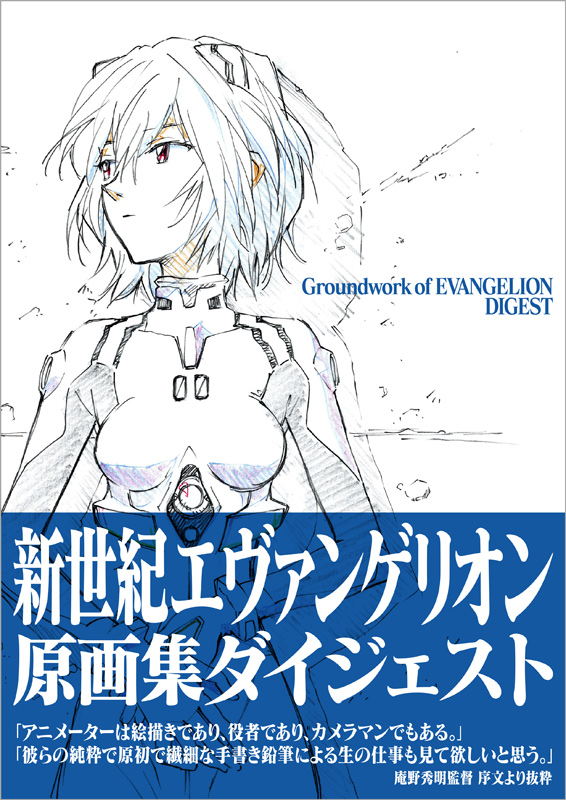 Groundwork of EVANGELION
DIGEST
新世紀エヴァンゲリオン
原画集ダイジェスト
「アニメーターは絵描きであり、役者であり、カメラマンでもある。」
「彼らの純粋で原初で繊細な手書き鉛筆による生の仕事も見て欲しいと思う。」
庵野秀明監督 序文より抜粋